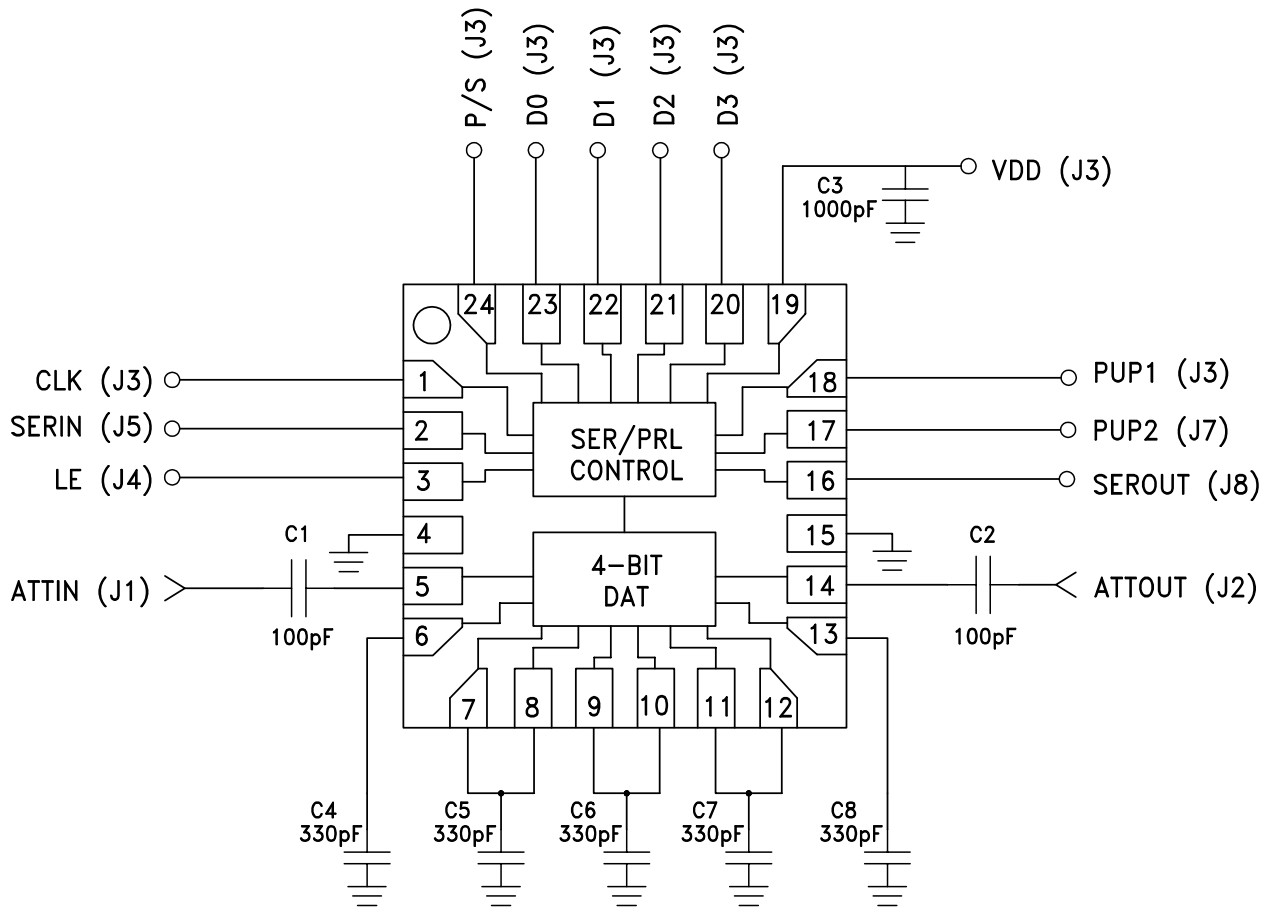 P/S (J3)
D0 (J3)
D1 (J3)
D2 (J3)
D3 (J3)
VDD (J3)
C3
1000pF
24
23
22
21
20
19
CLK (J3)
1
18
PUP1 (J3)
SERIN (J5)
2
SER/PRL
CONTROL
17
PUP2 (J7)
LE (J4)
3
16
SEROUT (J8)
4
15
C1
C2
ATTIN (J1)
5
4-BIT
DAT
14
ATTOUT (J2)
100pF
100pF
6
13
7
8
9
10
11
12
C4
330pF
C5
330pF
C6
330pF
C7
330pF
C8
330pF